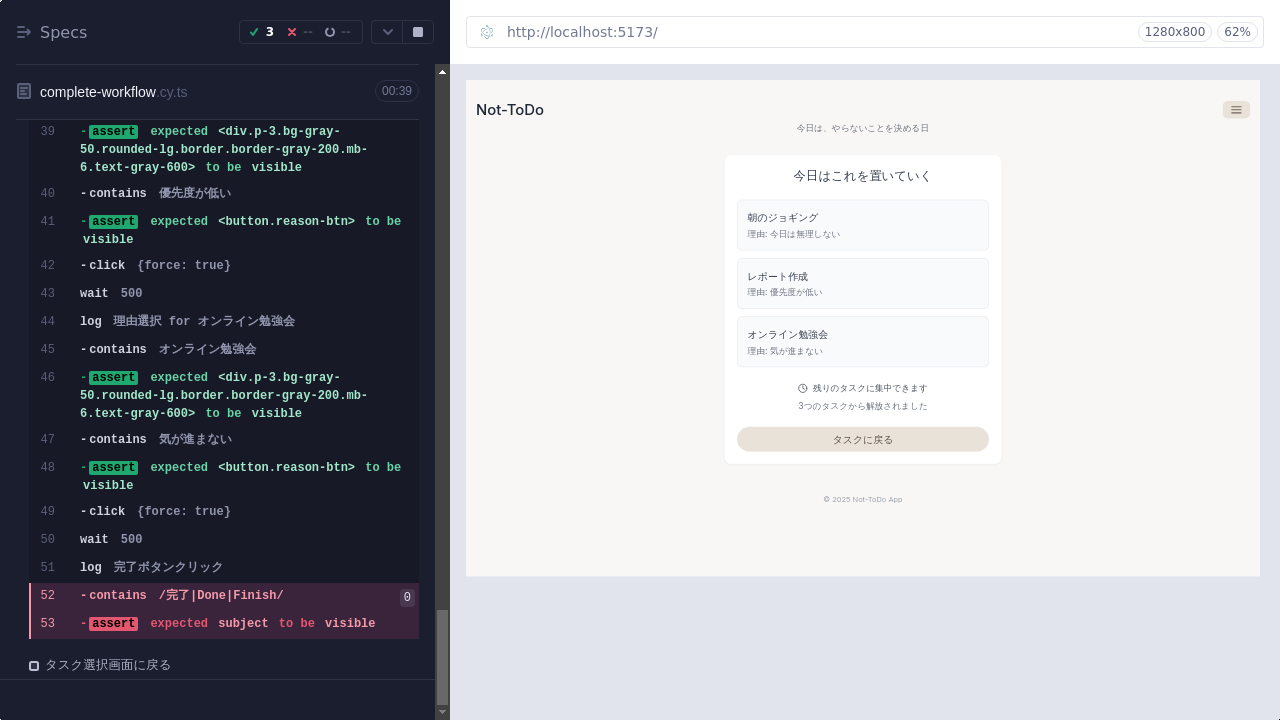 Specs
3
--
--
complete-workflow.cy.ts
00:39
39 -assert expected <div.p-3.bg-gray-
50.rounded-lg.border.border-gray-200.mb-
6.text-gray-600> to be visible
40 -contains 優先度が低い
41 -assert expected <button.reason-btn> to be
visible
42 -click {force: true}
43 wait 500
44 log 理由選択 for オンライン勉強会
45 -contains オンライン勉強会
46 -assert expected <div.p-3.bg-gray-
50.rounded-lg.border.border-gray-200.mb-
6.text-gray-600> to be visible
47 -contains 気が進まない
48 -assert expected <button.reason-btn> to be
visible
49 -click {force: true}
50 wait 500
51 log 完了ボタンクリック
52 -contains /完了|Done|Finish/ 0
53 -assert expected subject to be visible
タスク選択画面に戻る
http://localhost:5173/
1280x800
62%
Not-ToDo
今日は、やらないことを決める日
今日はこれを置いていく
朝のジョギング
理由: 今日は無理しない
レポート作成
理由: 優先度が低い
オンライン勉強会
理由: 気が進まない
残りのタスクに集中できます
3つのタスクから解放されました
タスクに戻る
© 2025 Not-ToDo App